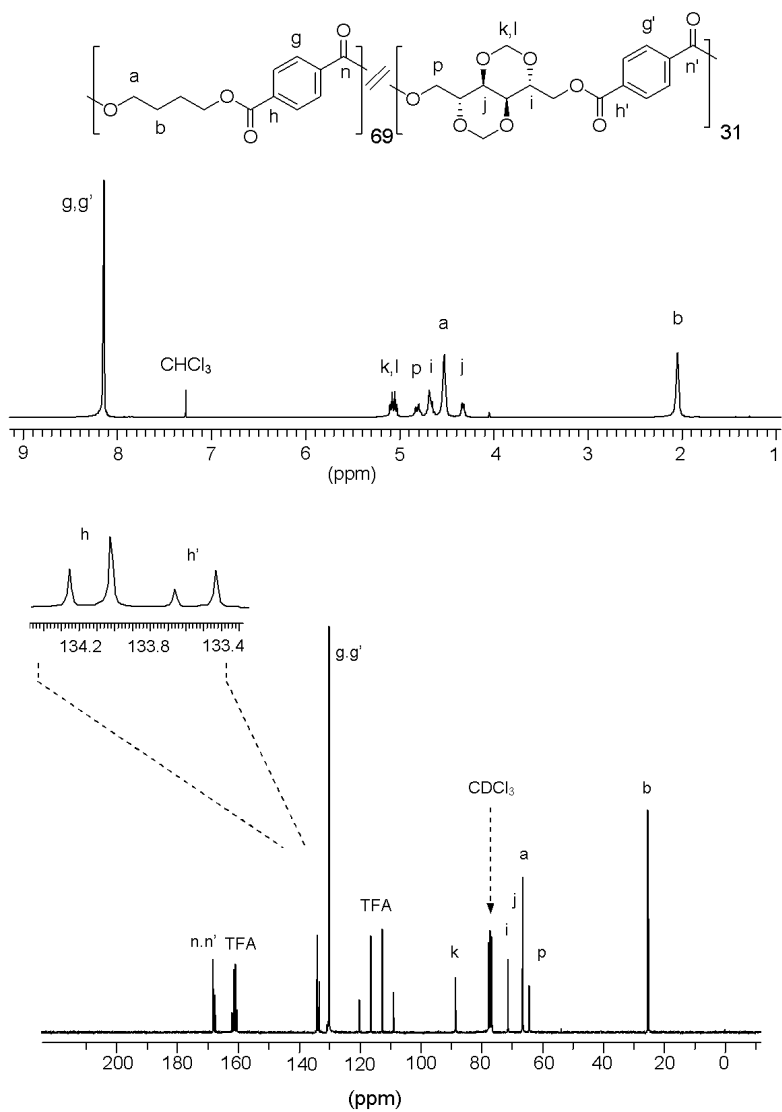 k,l
O
O
g
g'
O
O
p
a
n
n'
O
j
i
O
O
O
b
h
h'
O
O
O
O
69
31
g,g’
a
b
CHCl3
k,l
p
i
j
9 8 7 6 5 4 3 2 1
(ppm)
h
h’
134.2 133.8 133.4
g.g’
CDCl3
b
a
TFA
j
n.n’
TFA
i
k
p
200 180 160 140 120 100 80 60 40 20 0
(ppm)